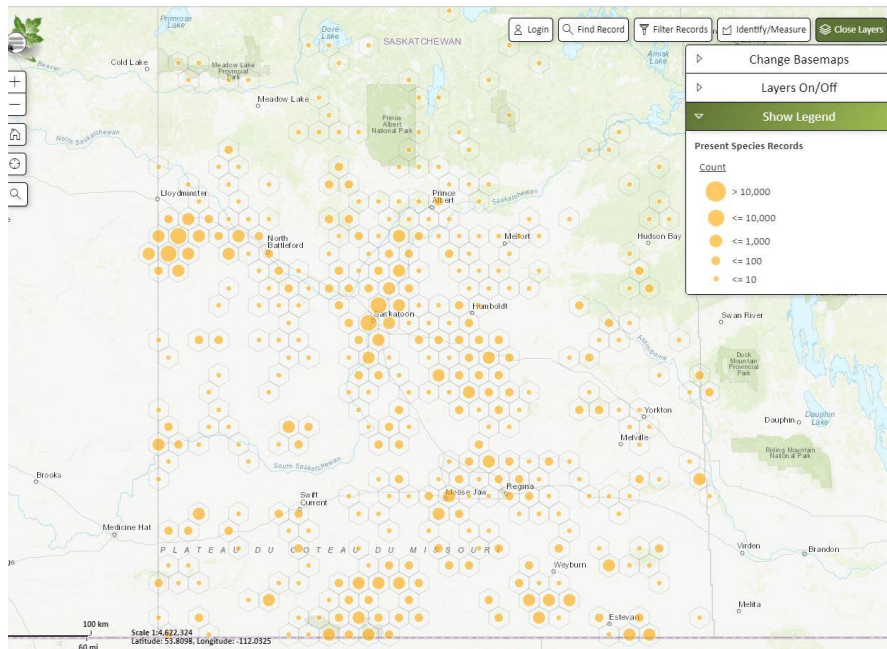 Primrose
Lake
Doré
Lake
SASKATCHEWAN
Login
Find Record
Filter Records
Identify/Measure
Close Layers
Amisk
Lake
Change Basemaps
Layers On/Off
Show Legend
Present Species Records
Count
> 10,000
<= 10,000
<= 1,000
<= 100
<= 10
Beaver
Cold Lake
Meadow Lake
Provincial
Park
Meadow Lake
Prince
Albert
National Park
North
Saskatchewan
Lloydminster
Prince
Albert
Saskatchewan
North
Battleford
Melfort
Hudson Bay
Humboldt
Saskatoon
Swan River
Assiniboine
Duck
Mountain
Provincial
Park
Yorkton
Dauphin
Dauphin
Lake
Melville
Riding Mountain
National Park
South Saskatchewan
Brooks
Swift
Current
Moose Jaw
Regina
Medicine Hat
PLATEAU DU COTEAU DU MISSOURI
Virden
Brandon
Weyburn
Melita
Estevan
100 km
60 mi
Scale 1:4,622,324
Latitude: 53.8098, Longitude: -112.0325